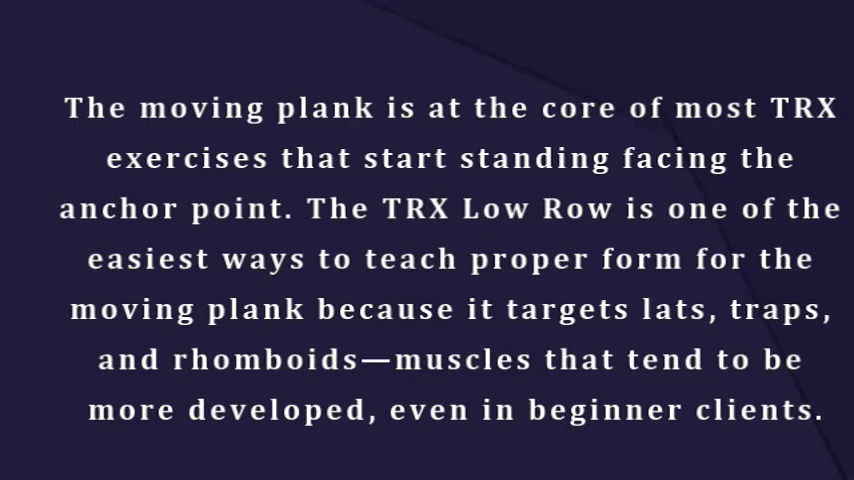 The moving plank is at the core of most TRX
exercises that start standing facing the
anchor point. The TRX Low Row is one of the
easiest ways to teach proper form for the
moving plank because it targets lats, traps,
and rhomboids—muscles that tend to be
more developed, even in beginner clients.